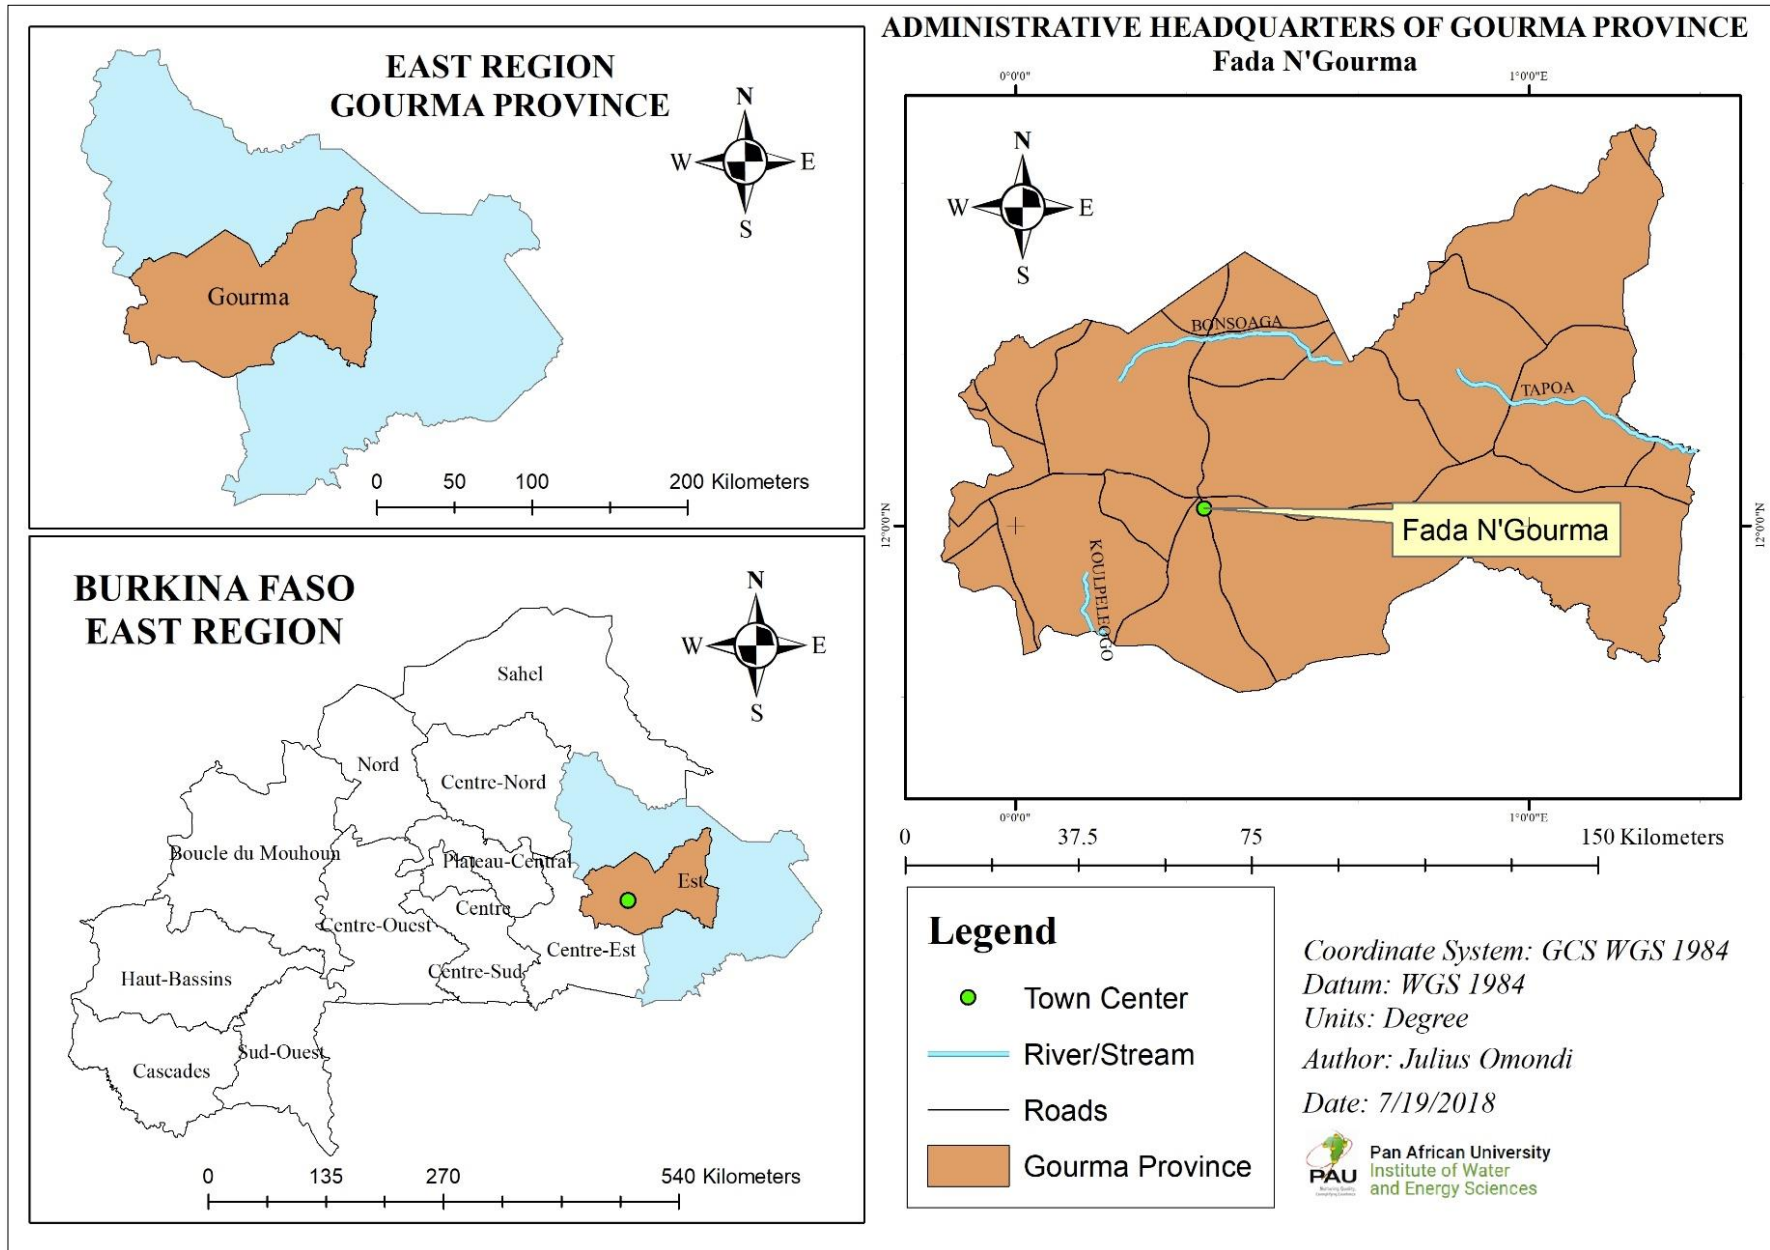 EAST REGION
GOURMA PROVINCE
N
W E
S
Gourma
0 50 100 200 Kilometers
BURKINA FASO
EAST REGION
N
W E
S
Sahel
Nord
Centre-Nord
Boucle du Mouhoun
Plateau-Central
Est
Centre
Centre-Ouest
Centre-Est
Centre-Sud
Haut-Bassins
Sud-Ouest
Cascades
0 135 270 540 Kilometers
ADMINISTRATIVE HEADQUARTERS OF GOURMA PROVINCE
Fada N'Gourma
0°0'0" 1°0'0"E
N
W E
S
BONSOAGA
TAPOA
12°0'0"N 12°0'0"N
Fada N'Gourma
KOULPELEOGO
0°0'0" 1°0'0"E
0 37.5 75 150 Kilometers
Legend
Town Center
River/Stream
Roads
Gourma Province
Coordinate System: GCS WGS 1984
Datum: WGS 1984
Units: Degree
Author: Julius Omondi
Date: 7/19/2018
PAU
Pan African University
Institute of Water
and Energy Sciences